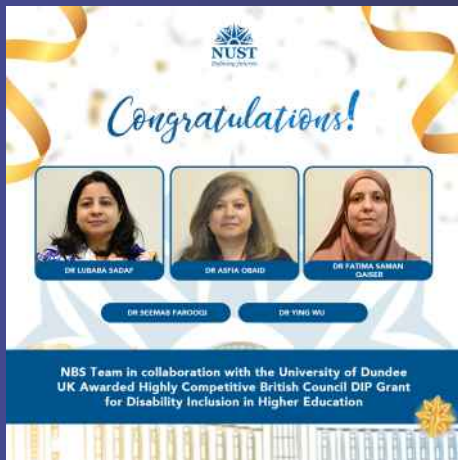 NUST
Defining futures
Congratulations!
DR LUBABA SADAF
DR ASFIA OBAID
DR FATIMA SAMAN
QAISER
DR SEEMAB FAROOQI
DR YING WU
NBS Team in collaboration with the University of Dundee
UK Awarded Highly Competitive British Council DIP Grant
for Disability Inclusion in Higher Education